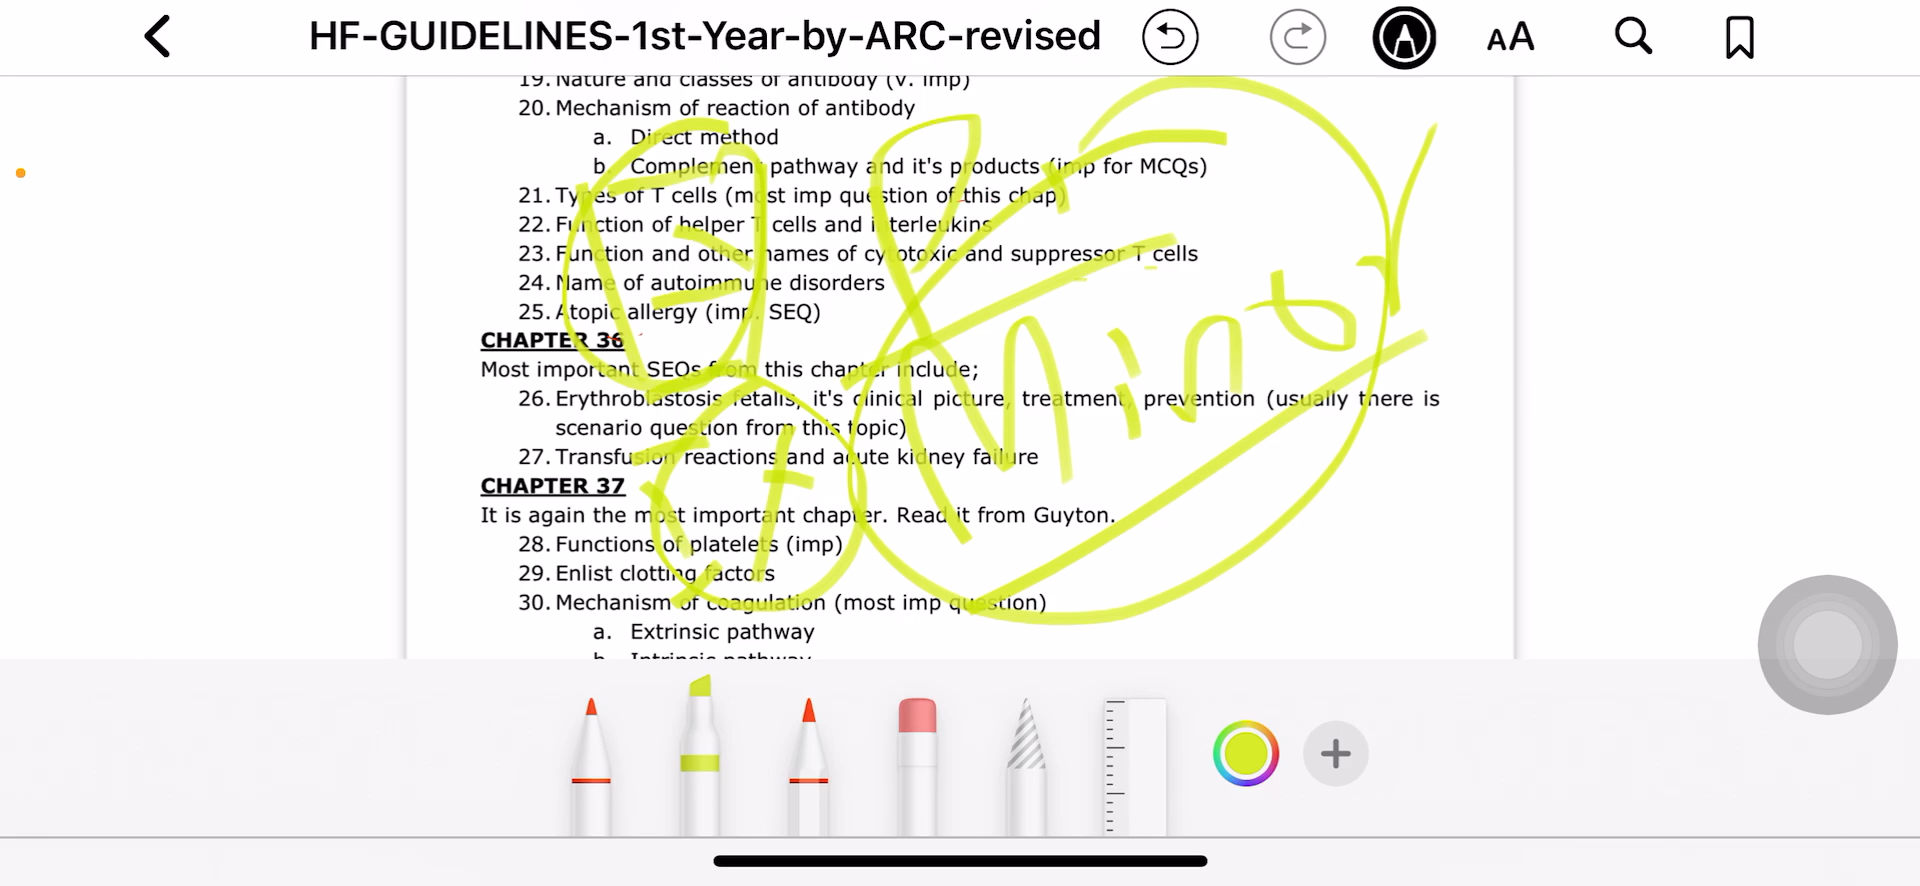 HF-GUIDELINES-1st-Year-by-ARC-revised
AA
19. Nature and classes of antibody (v. imp)
20. Mechanism of reaction of antibody
a. Direct method
b. Complement pathway and it's products (imp for MCQs)
21. Types of T cells (most imp question of this chap)
22. Function of helper T cells and interleukins
23. Function and other names of cytotoxic and suppressor T cells
24. Name of autoimmune disorders
25. Atopic allergy (imp. SEQ)
CHAPTER 36
Most important SEQs from this chapter include;
26. Erythroblastosis fetalis, it's clinical picture, treatment, prevention (usually there is
scenario question from this topic)
27. Transfusion reactions and acute kidney failure
CHAPTER 37
It is again the most important chapter. Read it from Guyton.
28. Functions of platelets (imp)
29. Enlist clotting factors
30. Mechanism of coagulation (most imp question)
a. Extrinsic pathway
b. Intrinsic pathway
Minor